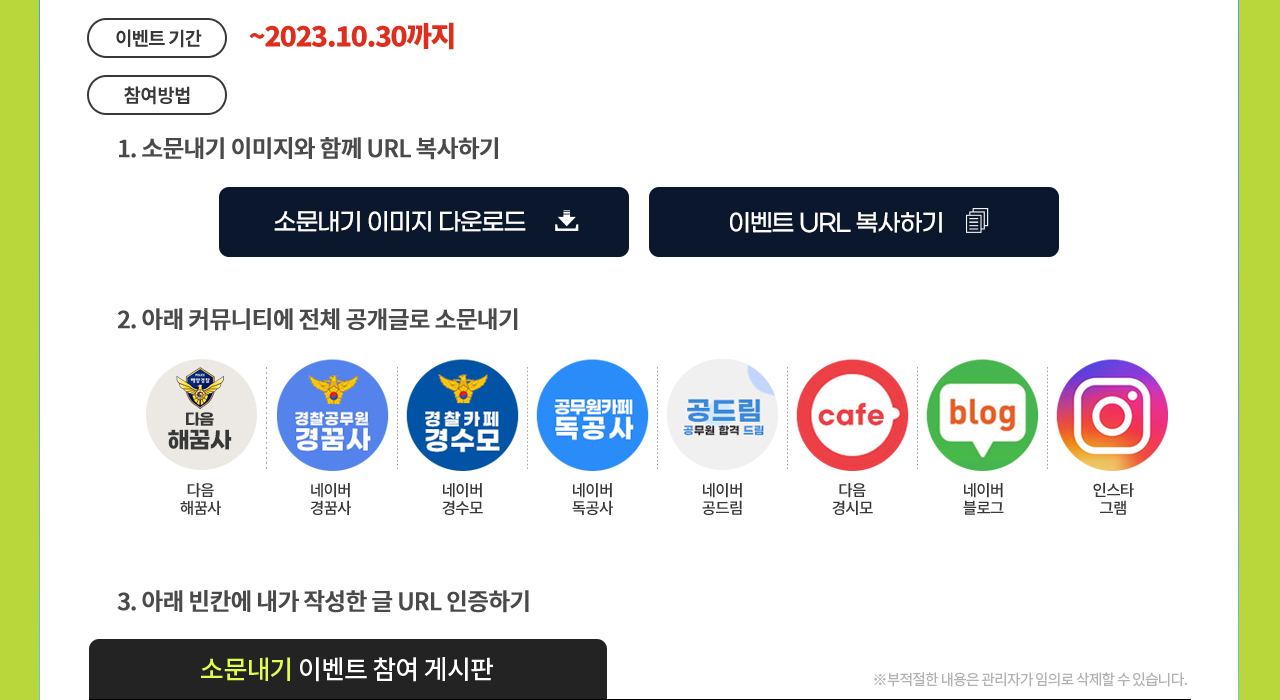 이벤트 기간
~2023.10.30까지
참여방법
1. 소문내기 이미지와 함께 URL 복사하기
소문내기 이미지 다운로드
이벤트 URL 복사하기
2. 아래 커뮤니티에 전체 공개글로 소문내기
POLICE
해양경찰
다음
해꿈사
경찰공무원
경꿈사
경찰카페
경수모
공무원카페
독공사
공드림
공무원 합격 드림
cafe
blog
다음
해꿈사
네이버
경꿈사
네이버
경수모
네이버
독공사
네이버
공드림
다음
경시모
네이버
블로그
인스타
그램
3. 아래 빈칸에 내가 작성한 글 URL 인증하기
소문내기 이벤트 참여 게시판
※부적절한 내용은 관리자가 임의로 삭제할 수 있습니다.